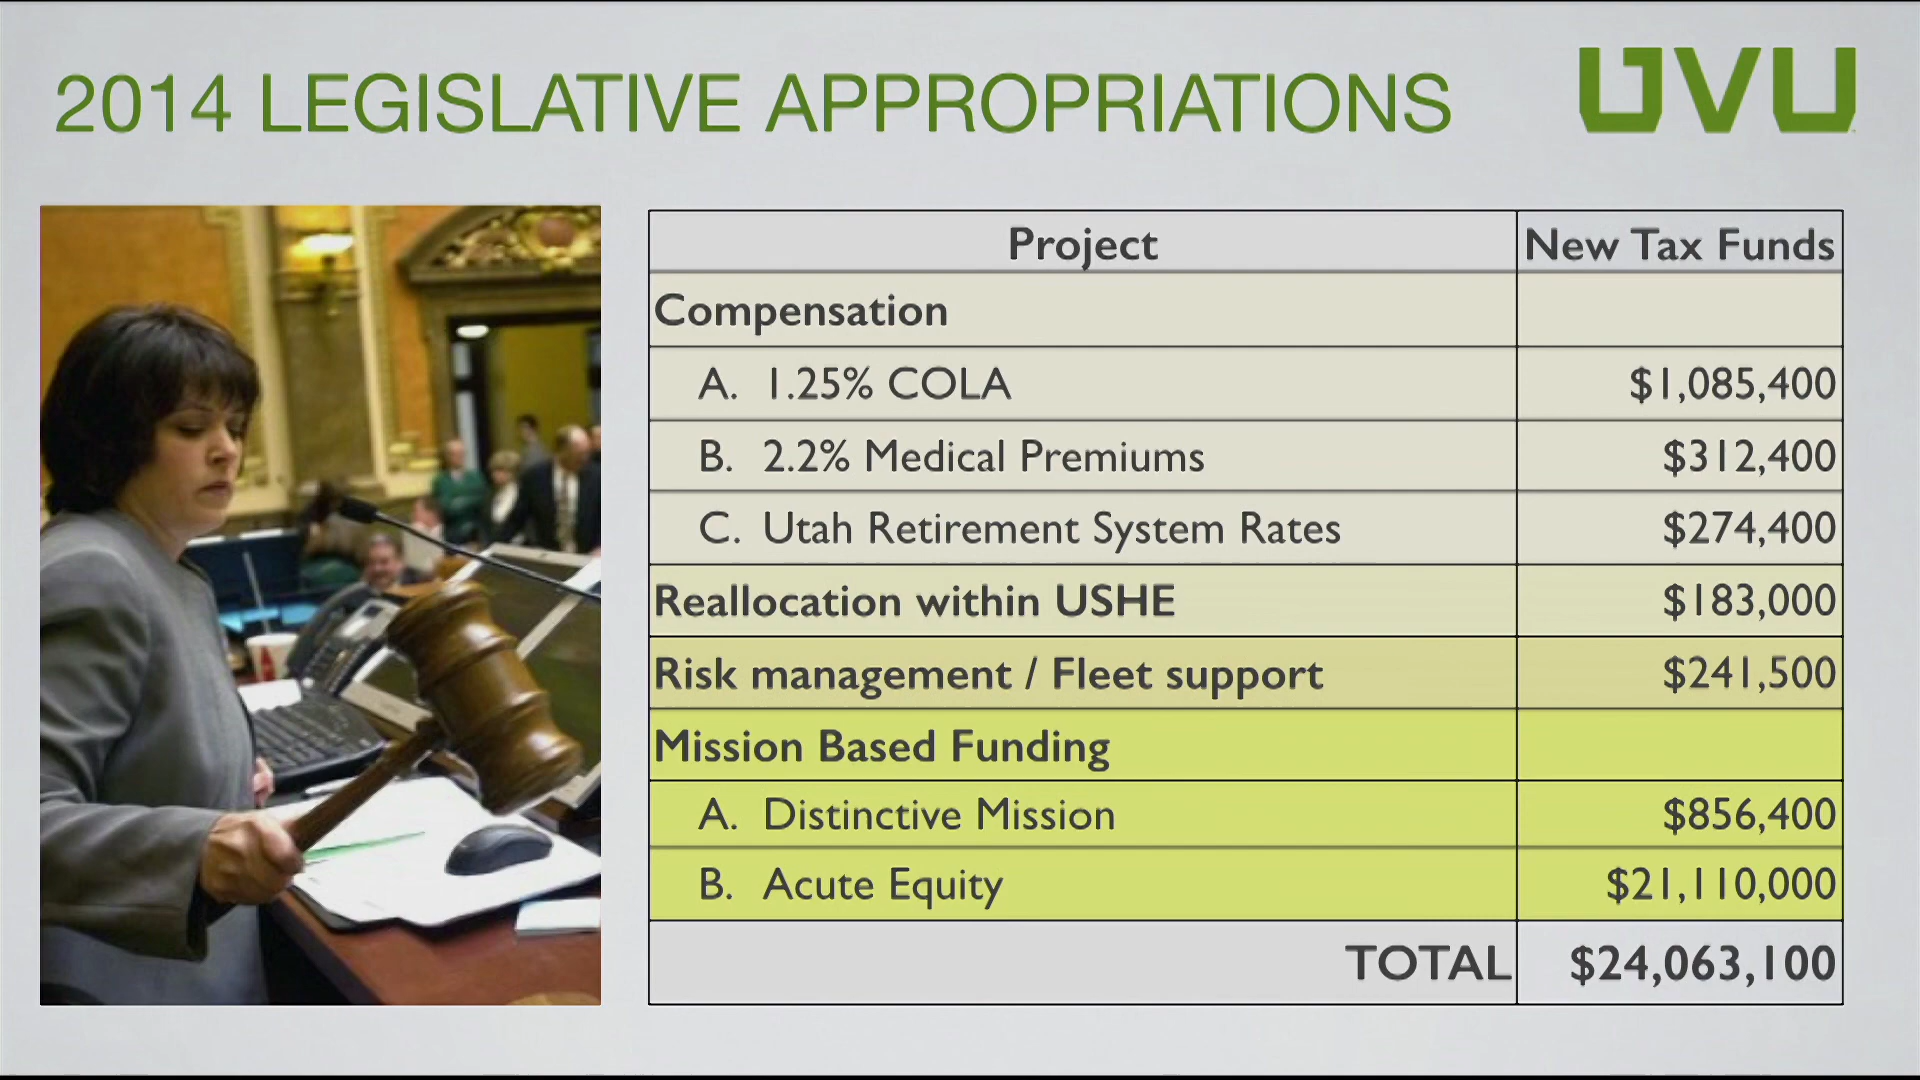 2014 LEGISLATIVE APPROPRIATIONS
UVU
Project New Tax Funds
Compensation
A. 1.25% COLA $1,085,400
B. 2.2% Medical Premiums $312,400
C. Utah Retirement System Rates $274,400
Reallocation within USHE $183,000
Risk management / Fleet support $241,500
Mission Based Funding
A. Distinctive Mission $856,400
B. Acute Equity $21,110,000
TOTAL $24,063,100